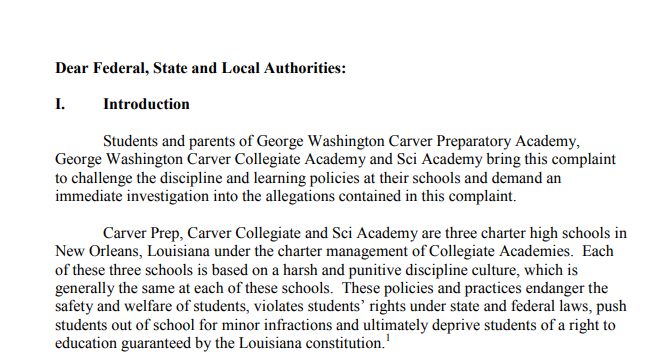 Dear Federal, State and Local Authorities:
I. Introduction
Students and parents of George Washington Carver Preparatory Academy,
George Washington Carver Collegiate Academy and Sci Academy bring this complaint
to challenge the discipline and learning policies at their schools and demand an
immediate investigation into the allegations contained in this complaint.
Carver Prep, Carver Collegiate and Sci Academy are three charter high schools in
New Orleans, Louisiana under the charter management of Collegiate Academies.  Each
of these three schools is based on a harsh and punitive discipline culture, which is
generally the same at each of these schools.  These policies and practices endanger the
safety and welfare of students, violates students’ rights under state and federal laws, push
students out of school for minor infractions and ultimately deprive students of a right to
education guaranteed by the Louisiana constitution.1